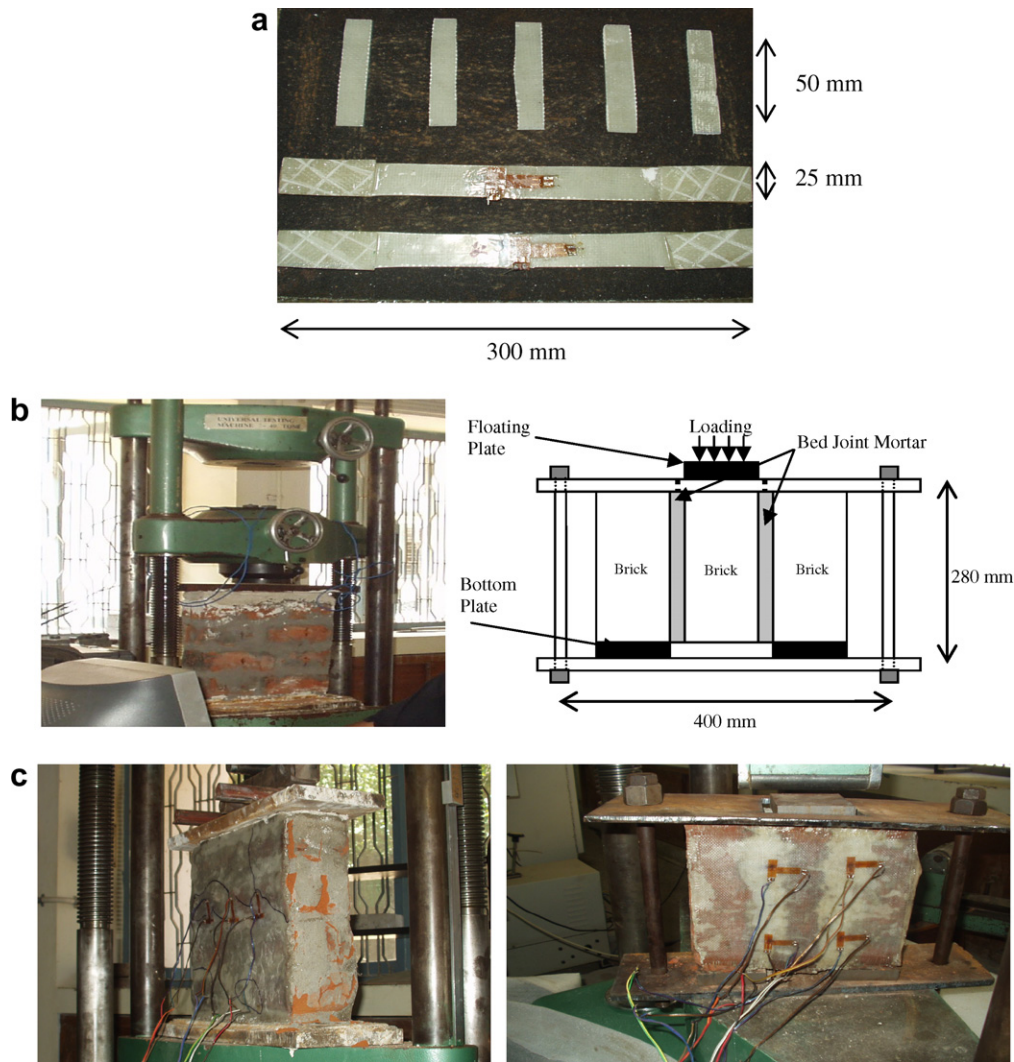 a
50 mm
25 mm
300 mm
b
UNIVERSAL TESTING
MACHINE
Floating
Plate
Loading
Bed Joint Mortar
Brick
Brick
Brick
Bottom
Plate
280 mm
400 mm
c